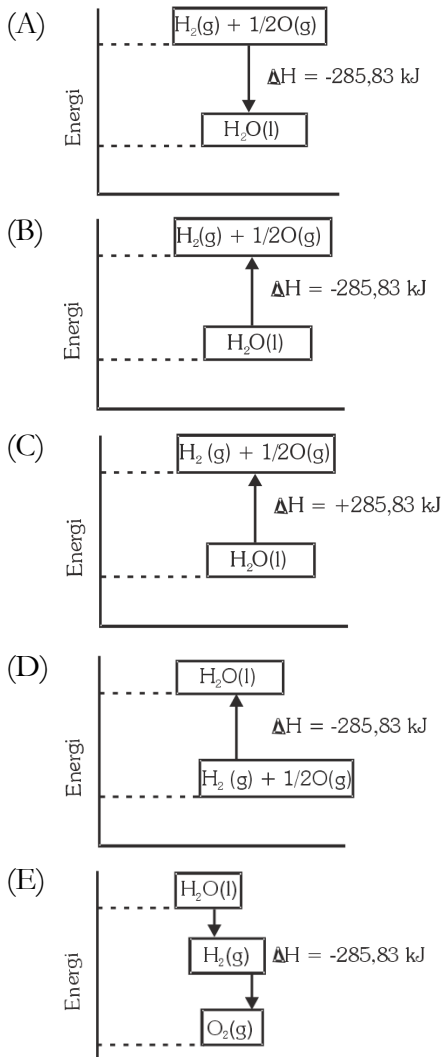 (A)
H₂(g) + 1/2O(g)
ΔH = -285,83 kJ
H₂O(l)
Energi
(B)
H₂(g) + 1/2O(g)
ΔH = -285,83 kJ
H₂O(l)
Energi
(C)
H₂ (g) + 1/2O(g)
ΔH = +285,83 kJ
H₂O(l)
Energi
(D)
H₂O(l)
ΔH = -285,83 kJ
H₂ (g) + 1/2O(g)
Energi
(E)
H₂O(l)
H₂(g) ΔH = -285,83 kJ
O₂(g)
Energi